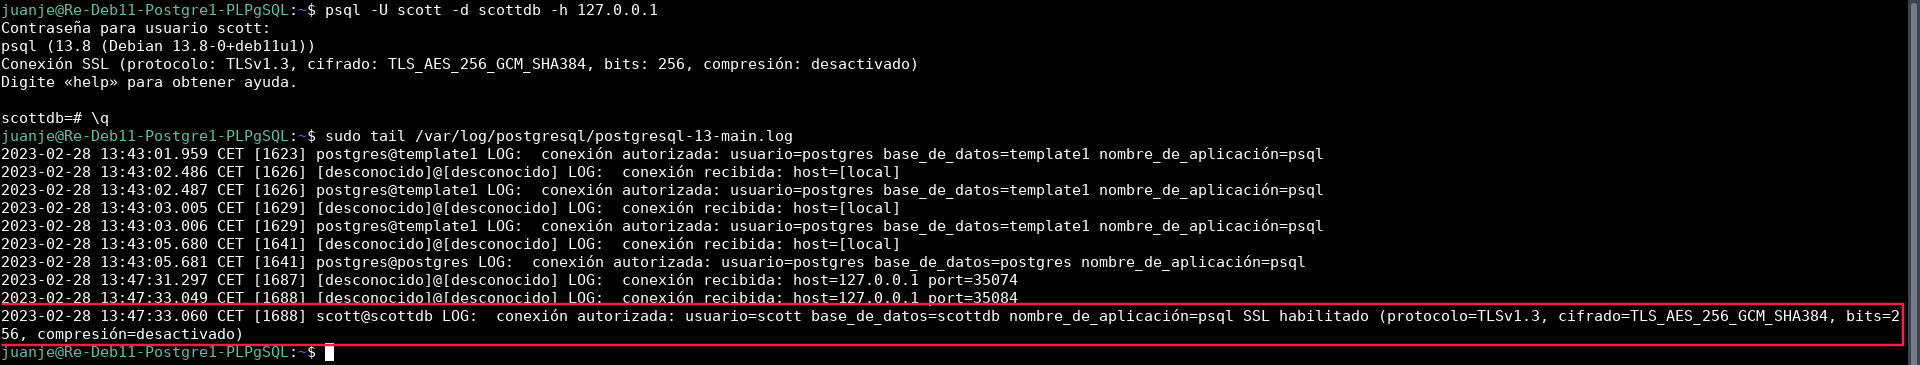 juanje@Re-Deb11-Postgre1-PLPgSQL:~$ psql -U scott -d scottdb -h 127.0.0.1
Contraseña para usuario scott:
psql (13.8 (Debian 13.8-0+deb11u1))
Conexión SSL (protocolo: TLSv1.3, cifrado: TLS_AES_256_GCM_SHA384, bits: 256, compresión: desactivado)
Digite «help» para obtener ayuda.

scottdb=# \q
juanje@Re-Deb11-Postgre1-PLPgSQL:~$ sudo tail /var/log/postgresql/postgresql-13-main.log
2023-02-28 13:43:01.959 CET [1623] postgres@template1 LOG:  conexión autorizada: usuario=postgres base_de_datos=template1 nombre_de_aplicación=psql
2023-02-28 13:43:02.486 CET [1626] [desconocido]@[desconocido] LOG:  conexión recibida: host=[local]
2023-02-28 13:43:02.487 CET [1626] postgres@template1 LOG:  conexión autorizada: usuario=postgres base_de_datos=template1 nombre_de_aplicación=psql
2023-02-28 13:43:03.005 CET [1629] [desconocido]@[desconocido] LOG:  conexión recibida: host=[local]
2023-02-28 13:43:03.006 CET [1629] postgres@template1 LOG:  conexión autorizada: usuario=postgres base_de_datos=template1 nombre_de_aplicación=psql
2023-02-28 13:43:05.680 CET [1641] [desconocido]@[desconocido] LOG:  conexión recibida: host=[local]
2023-02-28 13:43:05.681 CET [1641] postgres@postgres LOG:  conexión autorizada: usuario=postgres base_de_datos=postgres nombre_de_aplicación=psql
2023-02-28 13:47:31.297 CET [1687] [desconocido]@[desconocido] LOG:  conexión recibida: host=127.0.0.1 port=35074
2023-02-28 13:47:33.049 CET [1688] [desconocido]@[desconocido] LOG:  conexión recibida: host=127.0.0.1 port=35084
2023-02-28 13:47:33.060 CET [1688] scott@scottdb LOG:  conexión autorizada: usuario=scott base_de_datos=scottdb nombre_de_aplicación=psql SSL habilitado (protocolo=TLSv1.3, cifrado=TLS_AES_256_GCM_SHA384, bits=2
56, compresión=desactivado)
juanje@Re-Deb11-Postgre1-PLPgSQL:~$